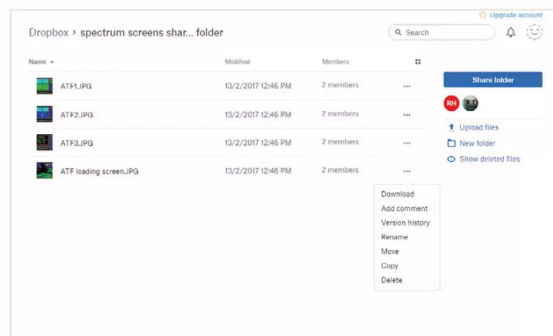 Upgrade account
Dropbox > spectrum screens shar... folder
Search
Name
Modified
Members
Share folder
ATF1.JPG
13/2/2017 12:46 PM
2 members
...
RH
ATF2.JPG
13/2/2017 12:46 PM
2 members
...
Upload files
New folder
ATF3.JPG
13/2/2017 12:46 PM
2 members
...
Show deleted files
ATF loading screen.JPG
13/2/2017 12:46 PM
2 members
...
Download
Add comment
Version history
Rename
Move
Copy
Delete